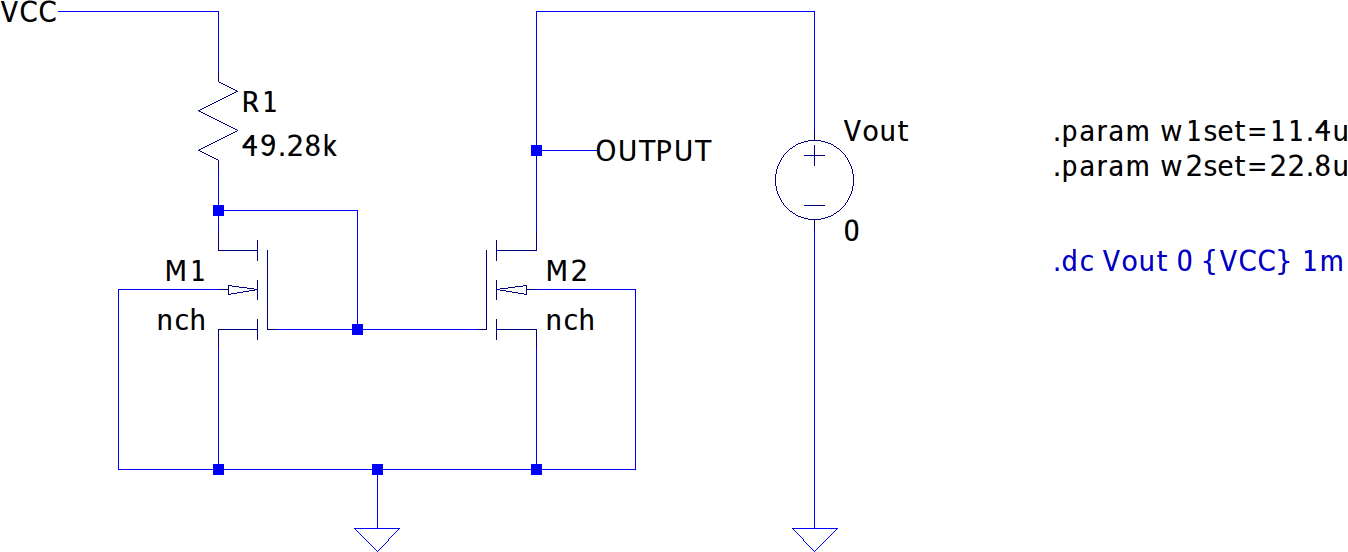 VCC
R1
49.28k
M1
nch
M2
nch
OUTPUT
Vout
0
.param w1set=11.4u
.param w2set=22.8u
.dc Vout 0 {VCC} 1m